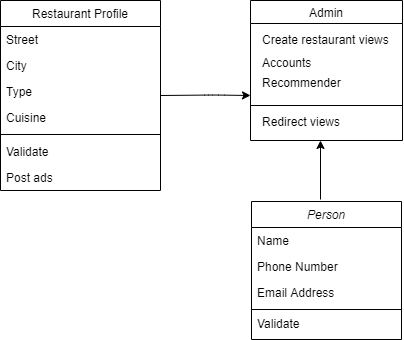 Restaurant Profile
Street
City
Type
Cuisine
Validate
Post ads
Admin
Create restaurant views
Accounts
Recommender
Redirect views
Person
Name
Phone Number
Email Address
Validate